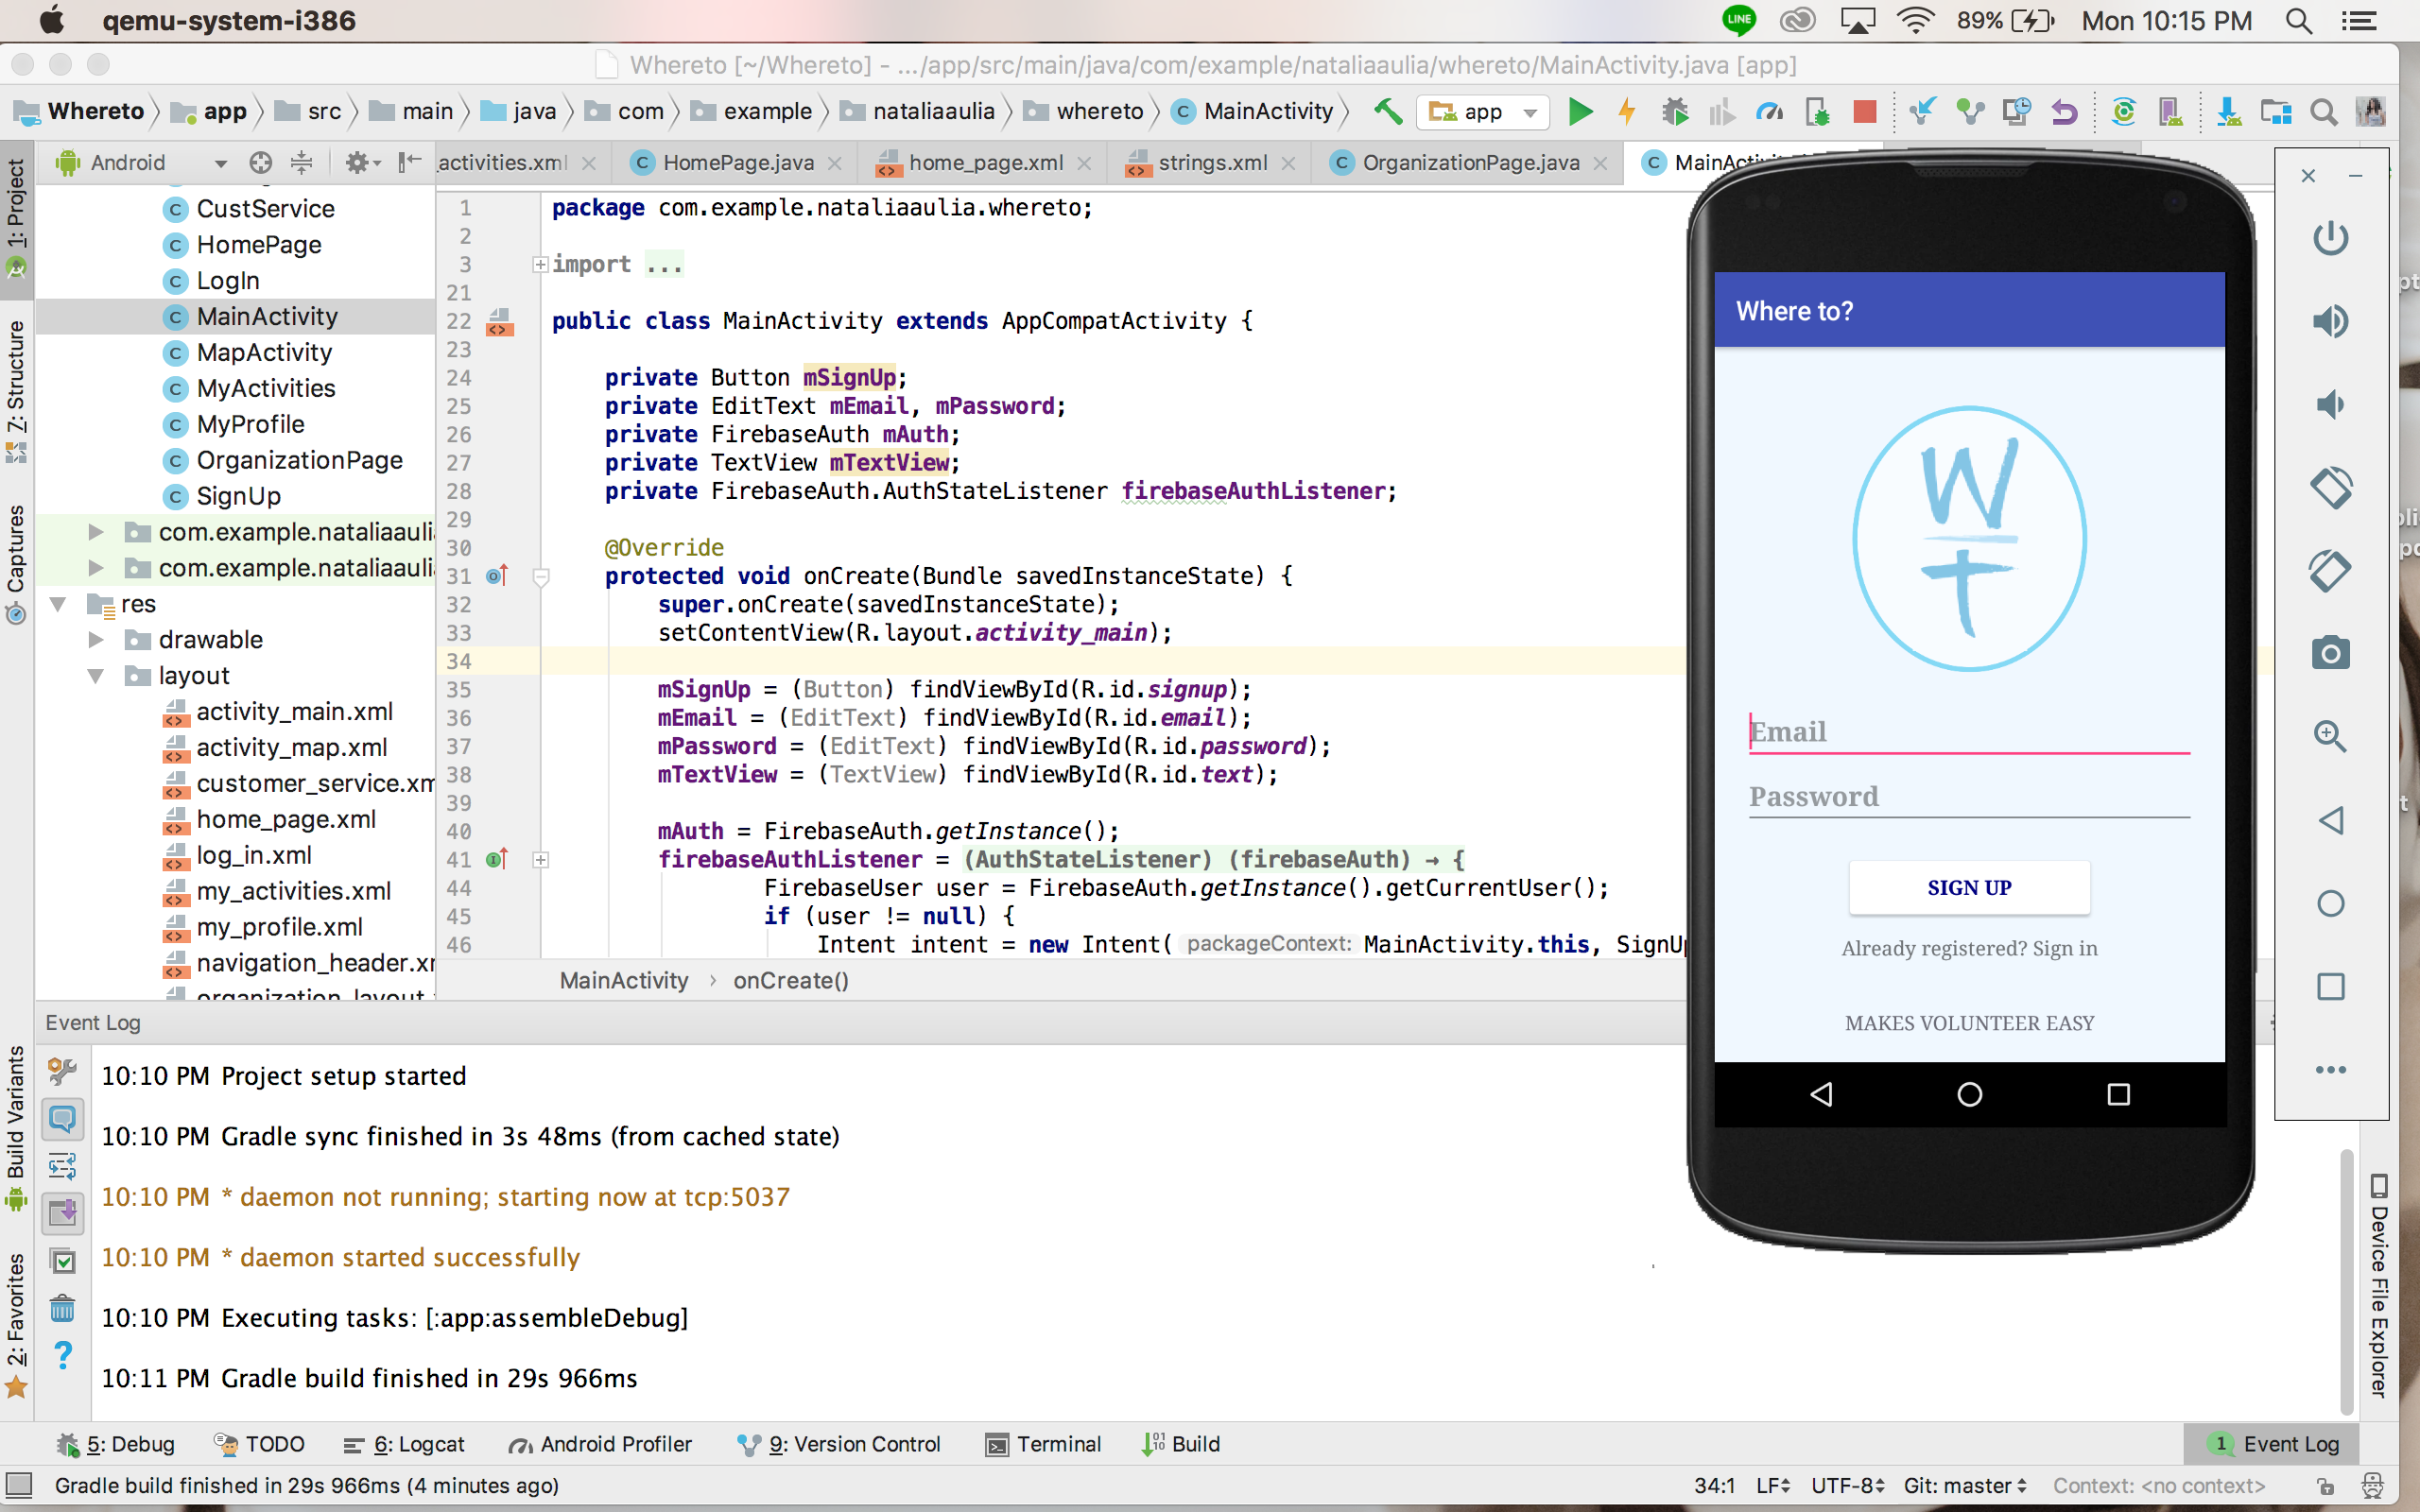 qemu-system-i386
LINE
89%
Mon 10:15 PM
Whereto [~/Whereto] - .../app/src/main/java/com/example/nataliaaulia/whereto/MainActivity.java [app]
Whereto app src main java com example nataliaaulia whereto MainActivity
app
Android
activities.xml HomePage.java home_page.xml strings.xml OrganizationPage.java
1: Project
7: Structure
Captures
Build Variants
2: Favorites
CustService
HomePage
LogIn
MainActivity
MapActivity
MyActivities
MyProfile
OrganizationPage
SignUp
com.example.nataliaauli
com.example.nataliaauli
res
drawable
layout
activity_main.xml
activity_map.xml
customer_service.xm
home_page.xml
log_in.xml
my_activities.xml
my_profile.xml
navigation_header.x
organization_layout.
1 package com.example.nataliaaulia.whereto;
2
3 import ...
21
22 public class MainActivity extends AppCompatActivity {
23
24 private Button mSignUp;
25 private EditText mEmail, mPassword;
26 private FirebaseAuth mAuth;
27 private TextView mTextView;
28 private FirebaseAuth.AuthStateListener firebaseAuthListener;
29
30 @Override
31 protected void onCreate(Bundle savedInstanceState) {
32 super.onCreate(savedInstanceState);
33 setContentView(R.layout.activity_main);
34
35 mSignUp = (Button) findViewById(R.id.signup);
36 mEmail = (EditText) findViewById(R.id.email);
37 mPassword = (EditText) findViewById(R.id.password);
38 mTextView = (TextView) findViewById(R.id.text);
39
40 mAuth = FirebaseAuth.getInstance();
41 firebaseAuthListener = (AuthStateListener) (firebaseAuth) → {
44 FirebaseUser user = FirebaseAuth.getInstance().getCurrentUser();
45 if (user != null) {
46 Intent intent = new Intent( packageContext: MainActivity.this, SignU
MainActivity › onCreate()
Where to?
W
T
Email
Password
SIGN UP
Already registered? Sign in
MAKES VOLUNTEER EASY
Event Log
10:10 PM Project setup started
10:10 PM Gradle sync finished in 3s 48ms (from cached state)
10:10 PM * daemon not running; starting now at tcp:5037
10:10 PM * daemon started successfully
10:10 PM Executing tasks: [:app:assembleDebug]
10:11 PM Gradle build finished in 29s 966ms
Device File Explorer
5: Debug TODO 6: Logcat Android Profiler 9: Version Control Terminal Build
1 Event Log
Gradle build finished in 29s 966ms (4 minutes ago)
34:1 LF UTF-8 Git: master Context: <no context>